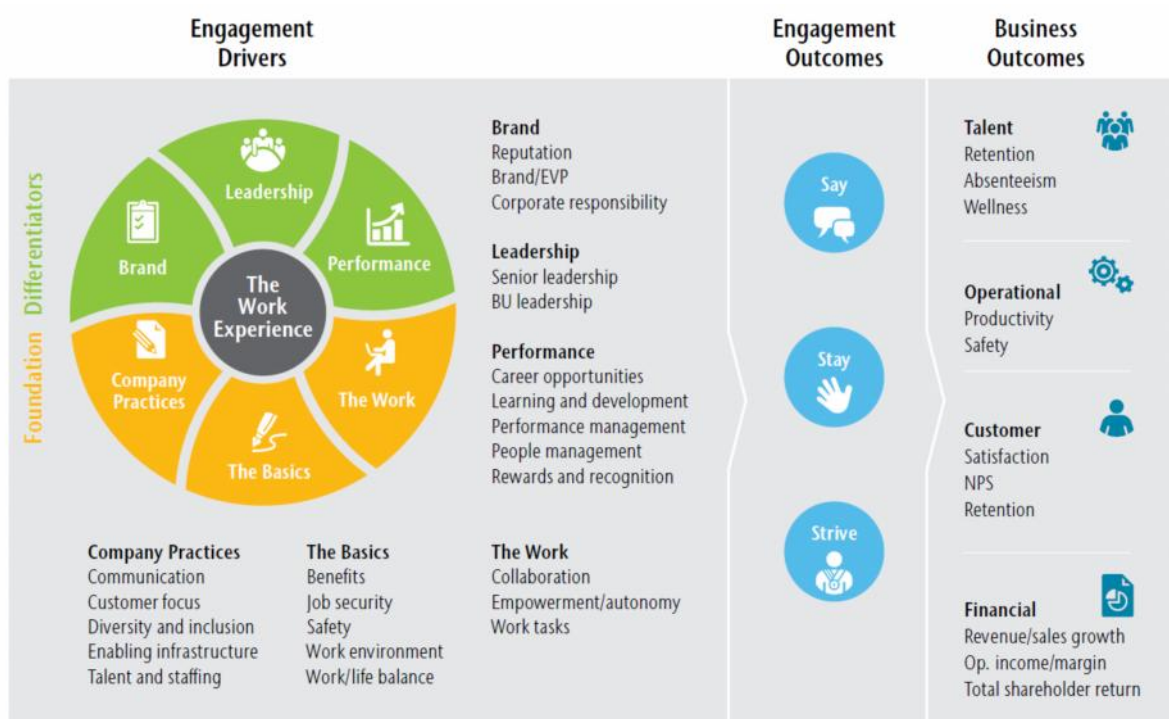 Engagement
Drivers
Engagement
Outcomes
Business
Outcomes
Differentiators
Foundation
Leadership
Brand
Performance
The
Work
Experience
Company
Practices
The Work
The Basics
Brand
Reputation
Brand/EVP
Corporate responsibility
Leadership
Senior leadership
BU leadership
Performance
Career opportunities
Learning and development
Performance management
People management
Rewards and recognition
Company Practices
Communication
Customer focus
Diversity and inclusion
Enabling infrastructure
Talent and staffing
The Basics
Benefits
Job security
Safety
Work environment
Work/life balance
The Work
Collaboration
Empowerment/autonomy
Work tasks
Say
Stay
Strive
Talent
Retention
Absenteeism
Wellness
Operational
Productivity
Safety
Customer
Satisfaction
NPS
Retention
Financial
Revenue/sales growth
Op. income/margin
Total shareholder return